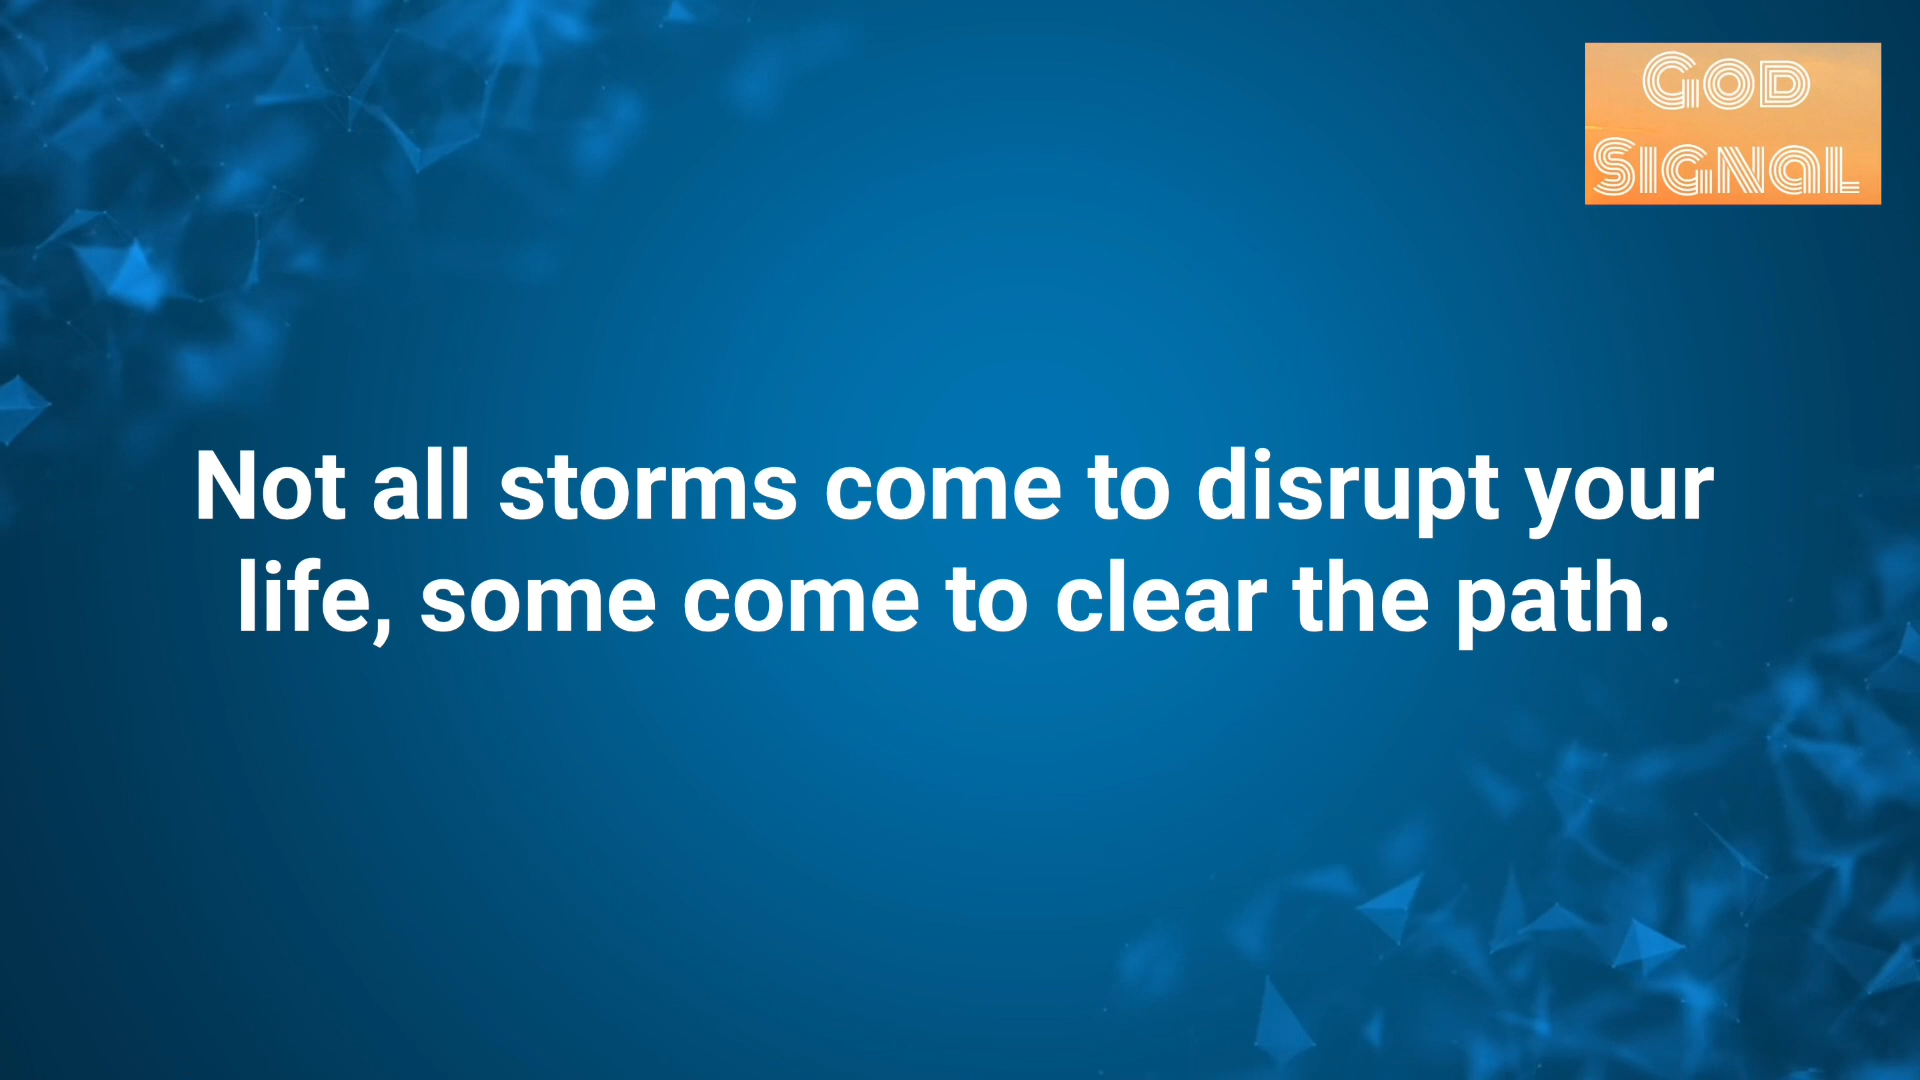 God
Signal
Not all storms come to disrupt your
life, some come to clear the path.